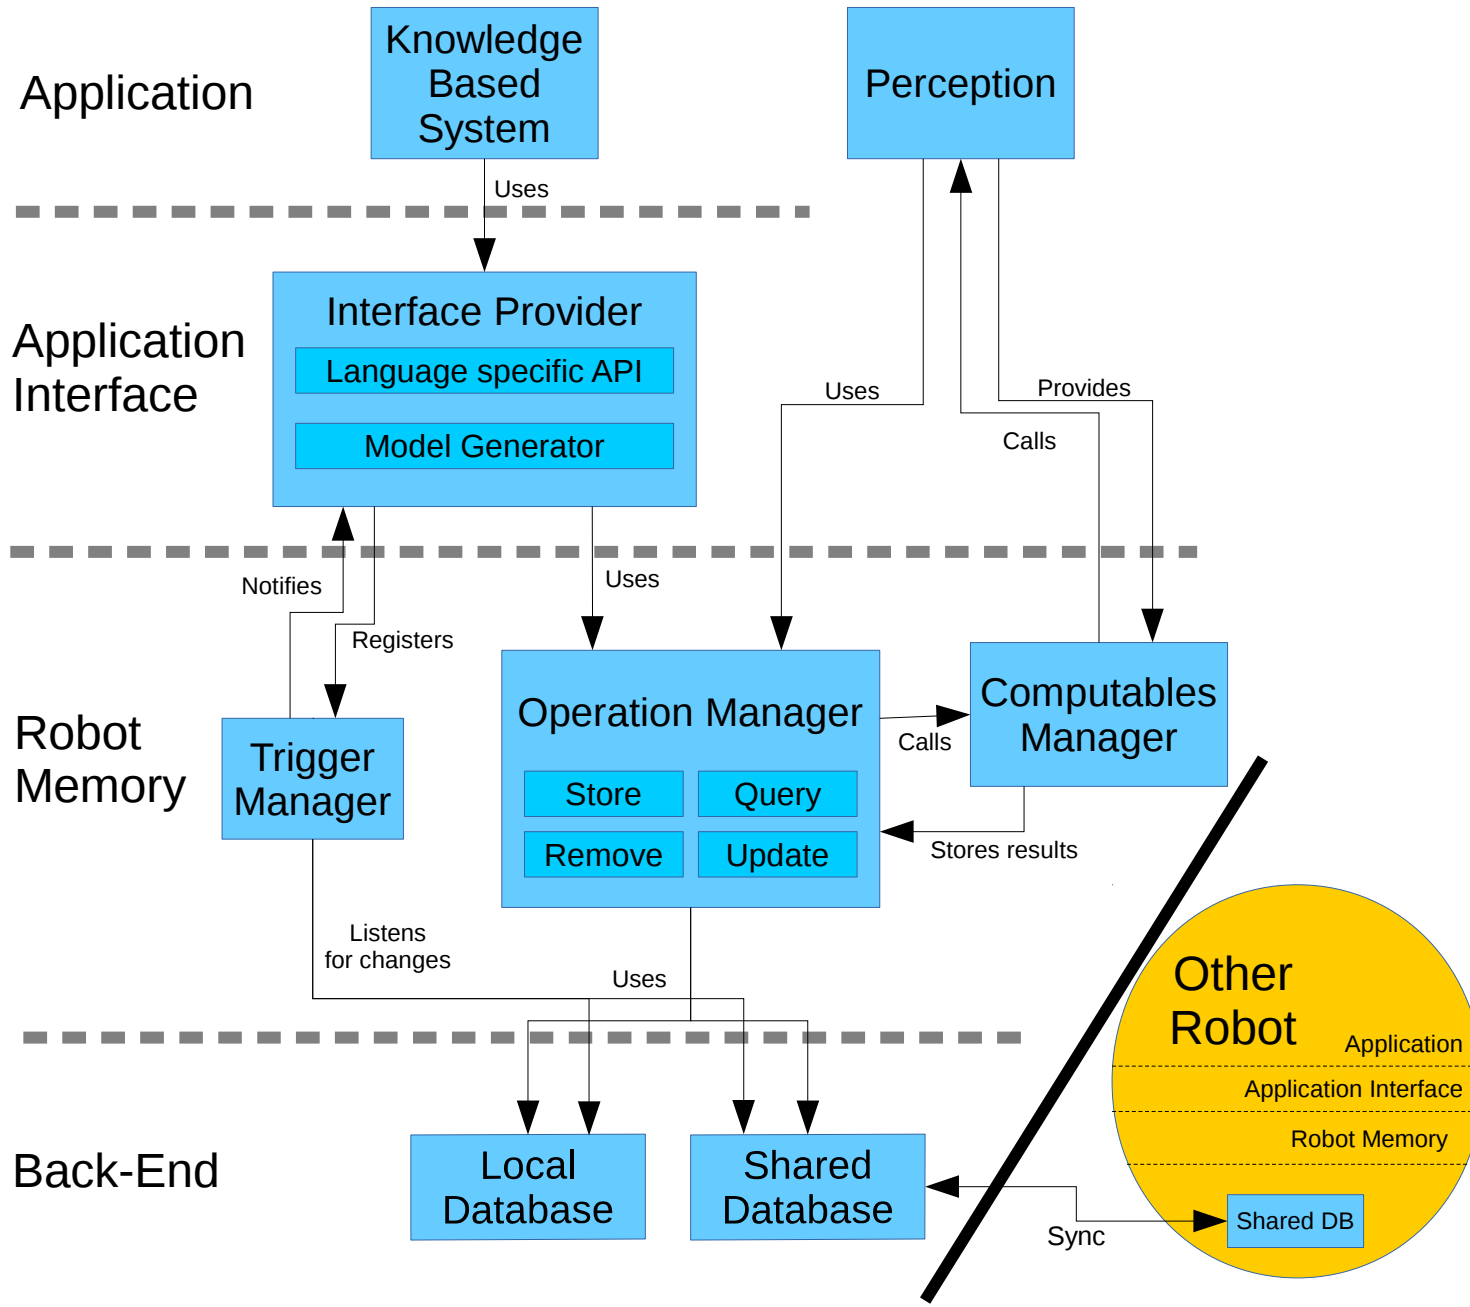 Knowledge
Based
System
Perception
Application
Uses
Interface Provider
Language specific API
Model Generator
Application
Interface
Uses
Provides
Calls
Notifies
Uses
Registers
Operation Manager
Store
Query
Remove
Update
Computables
Manager
Calls
Stores results
Robot
Memory
Trigger
Manager
Listens
for changes
Uses
Other
Robot
Application
Application Interface
Robot Memory
Shared DB
Back-End
Local
Database
Shared
Database
Sync